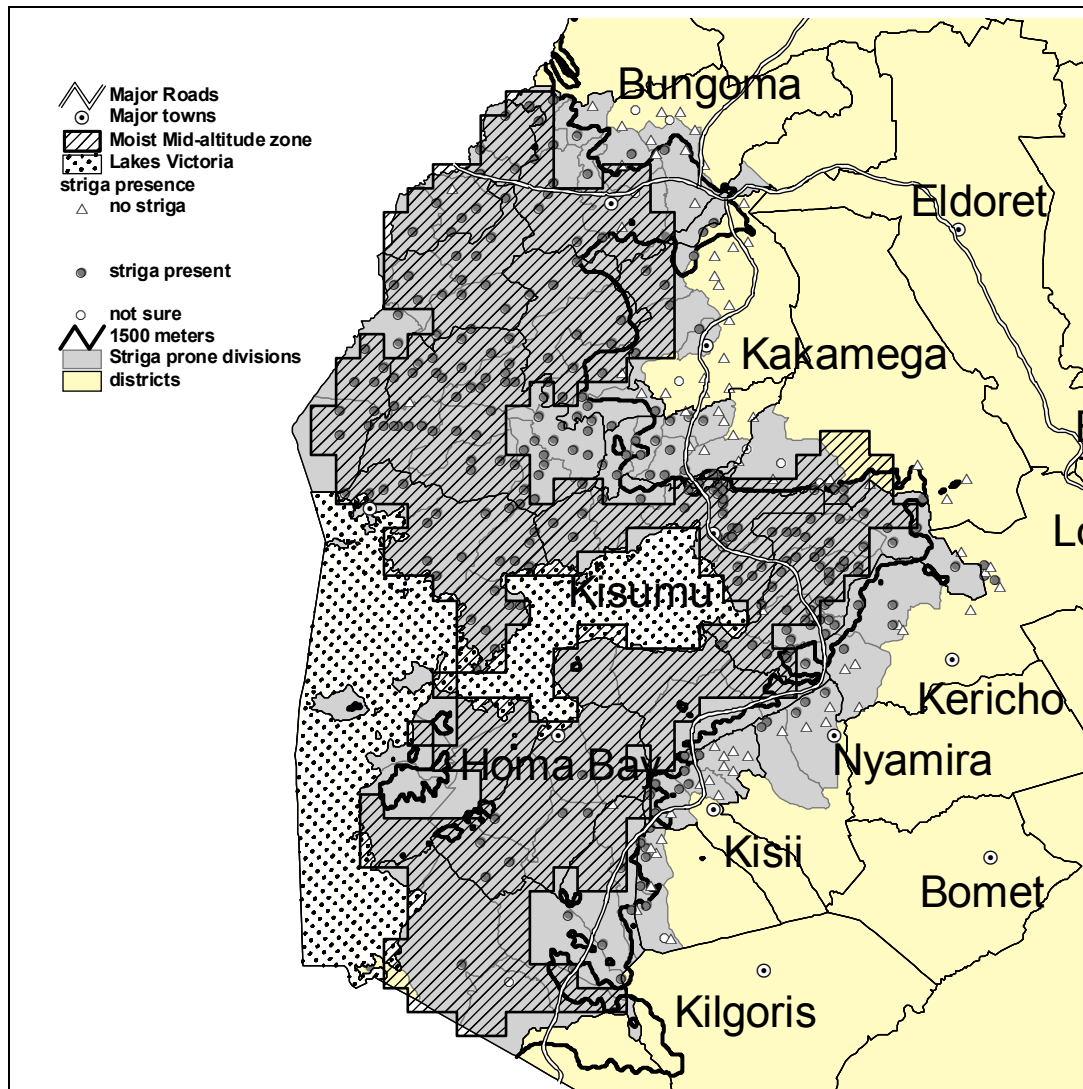 Major Roads
Major towns
Moist Mid-altitude zone
Lakes Victoria
striga presence
no striga
striga present
not sure
1500 meters
Striga prone divisions
districts
Bungoma
Eldoret
Kakamega
Lo
Kisumu
Kericho
Homa Bay
Nyamira
Kisii
Bomet
Kilgoris